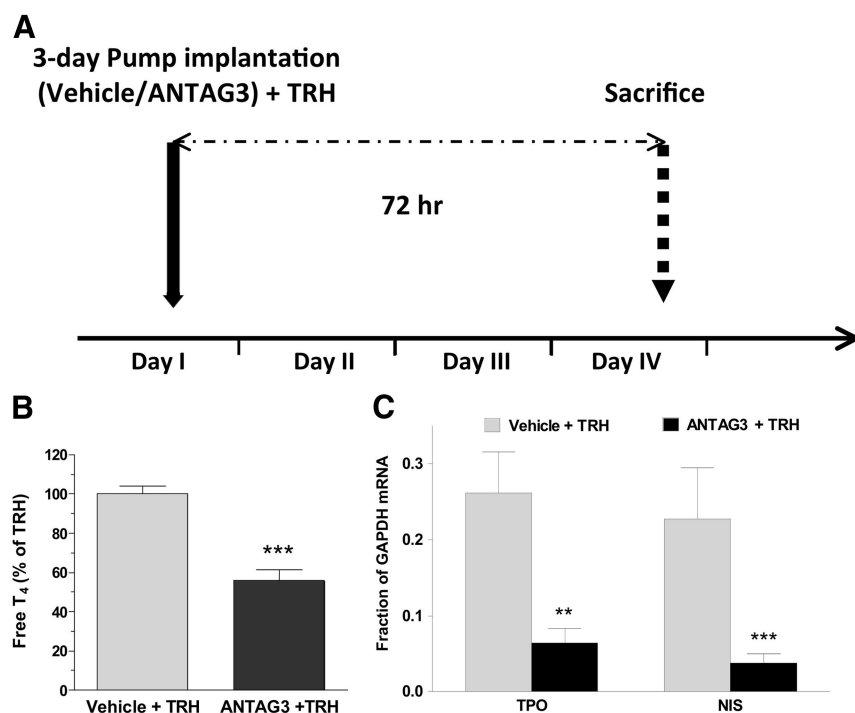 A
3-day Pump implantation
(Vehicle/ANTAG3) + TRH
Sacrifice
72 hr
Day I
Day II
Day III
Day IV
B
Free T4 (% of TRH)
120
100
80
60
40
20
0
***
Vehicle + TRH
ANTAG3 +TRH
C
Vehicle + TRH
ANTAG3 + TRH
Fraction of GAPDH mRNA
0.3
0.2
0.1
0.0
**
***
TPO
NIS